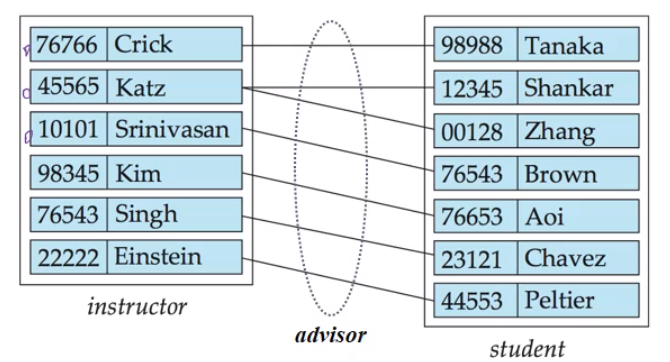 76766 Crick
45565 Katz
10101 Srinivasan
98345 Kim
76543 Singh
22222 Einstein
instructor
advisor
98988 Tanaka
12345 Shankar
00128 Zhang
76543 Brown
76653 Aoi
23121 Chavez
44553 Peltier
student